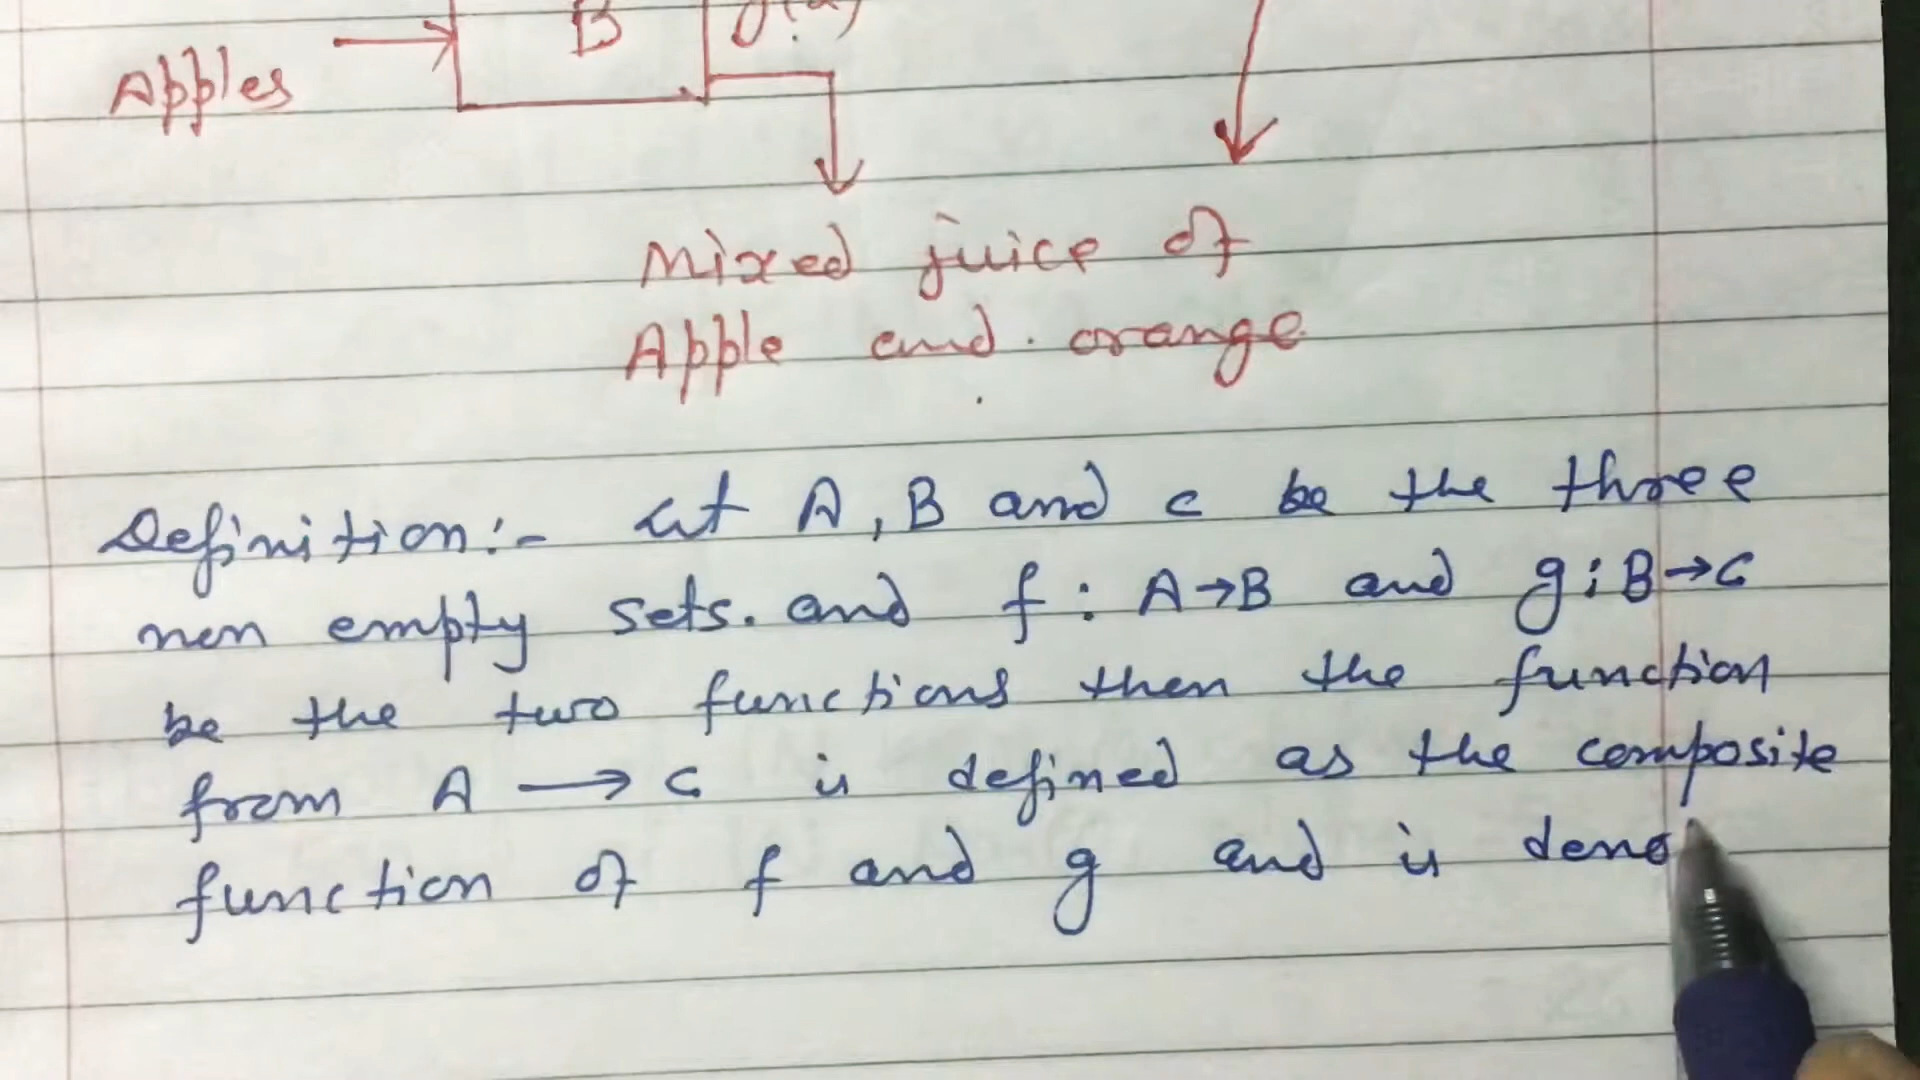 B
Apples
Mixed juice of
Apple and orange
Definition:- Let A, B and C be the three
non empty sets. and f : A→B and g : B→C
be the two functions then the function
from A → C is defined as the composite
function of f and g and is deno